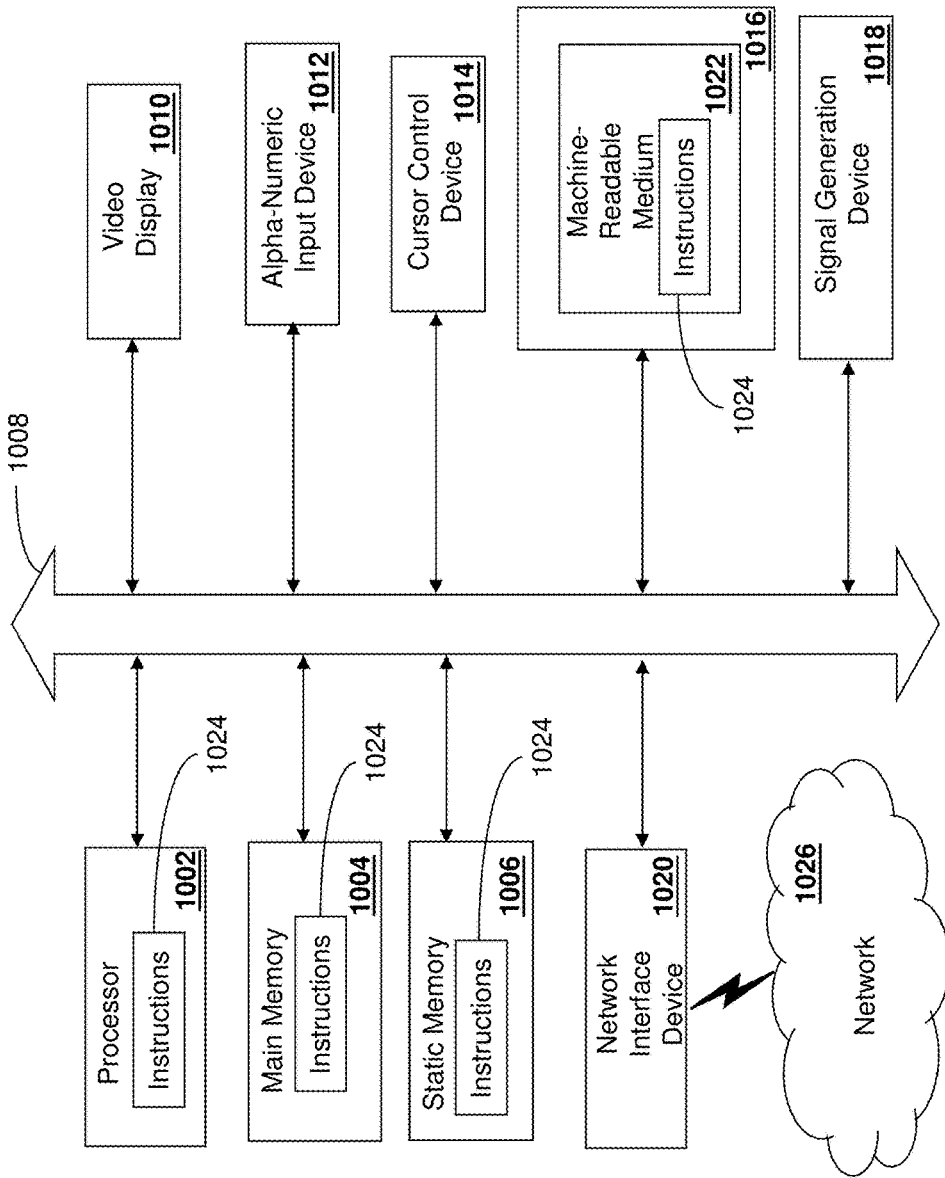 1008
Processor
1002
Instructions
1024
Main Memory
1004
Instructions
1024
Static Memory
1006
Instructions
1024
Network
Interface
Device
1020
Network
1026
Video
Display
1010
Alpha-Numeric
Input Device
1012
Cursor Control
Device
1014
Machine-
Readable
Medium
1022
Instructions
1016
1024
Signal Generation
Device
1018